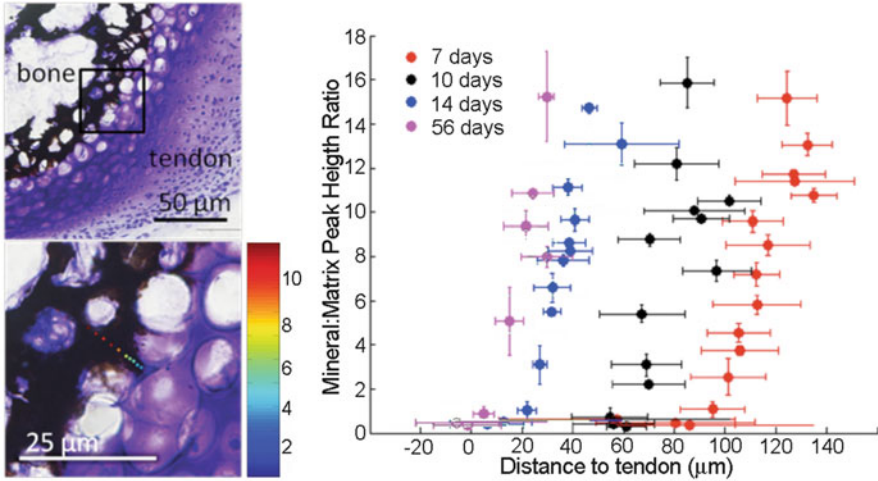 bone
tendon
50 μm
25 μm
10
8
6
4
2
Mineral:Matrix Peak Heigth Ratio
18
16
14
12
10
8
6
4
2
0
7 days
10 days
14 days
56 days
-20 0 20 40 60 80 100 120 140
Distance to tendon (μm)